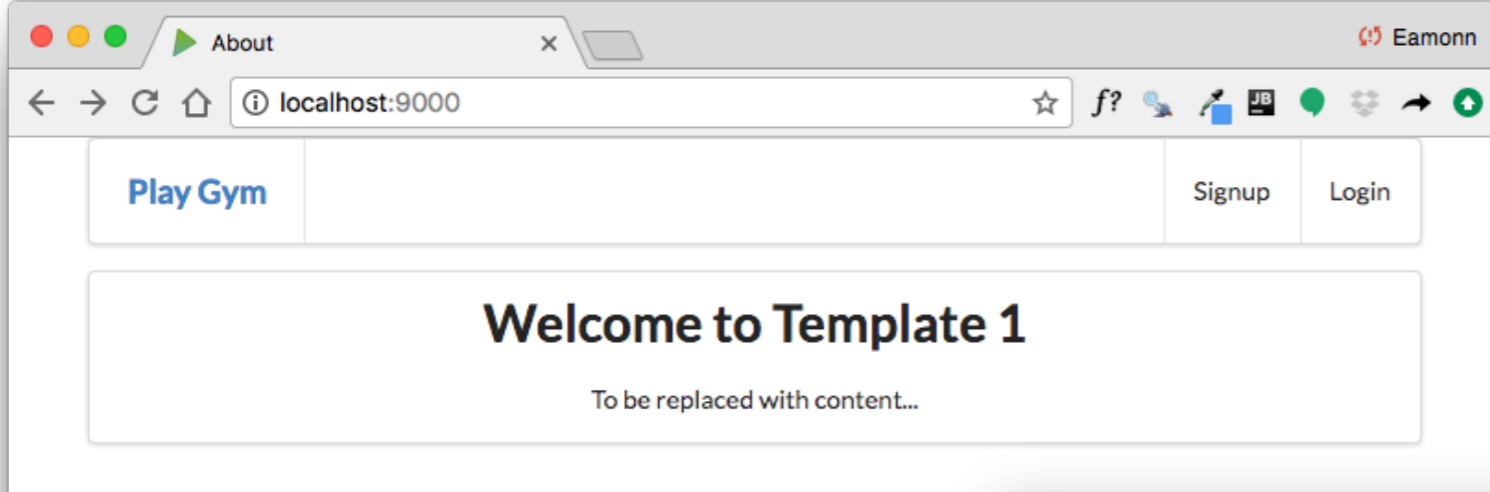 About
Eamonn
localhost:9000
f?
JB
Play Gym
Signup
Login
Welcome to Template 1
To be replaced with content...